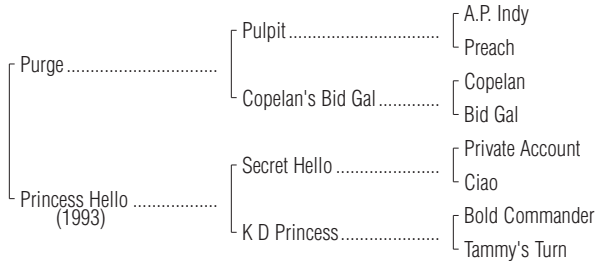 A.P. Indy
Pulpit
Preach
Purge
Copelan
Copelan's Bid Gal
Bid Gal
Private Account
Secret Hello
Ciao
Princess Hello
(1993)
Bold Commander
K D Princess
Tammy's Turn